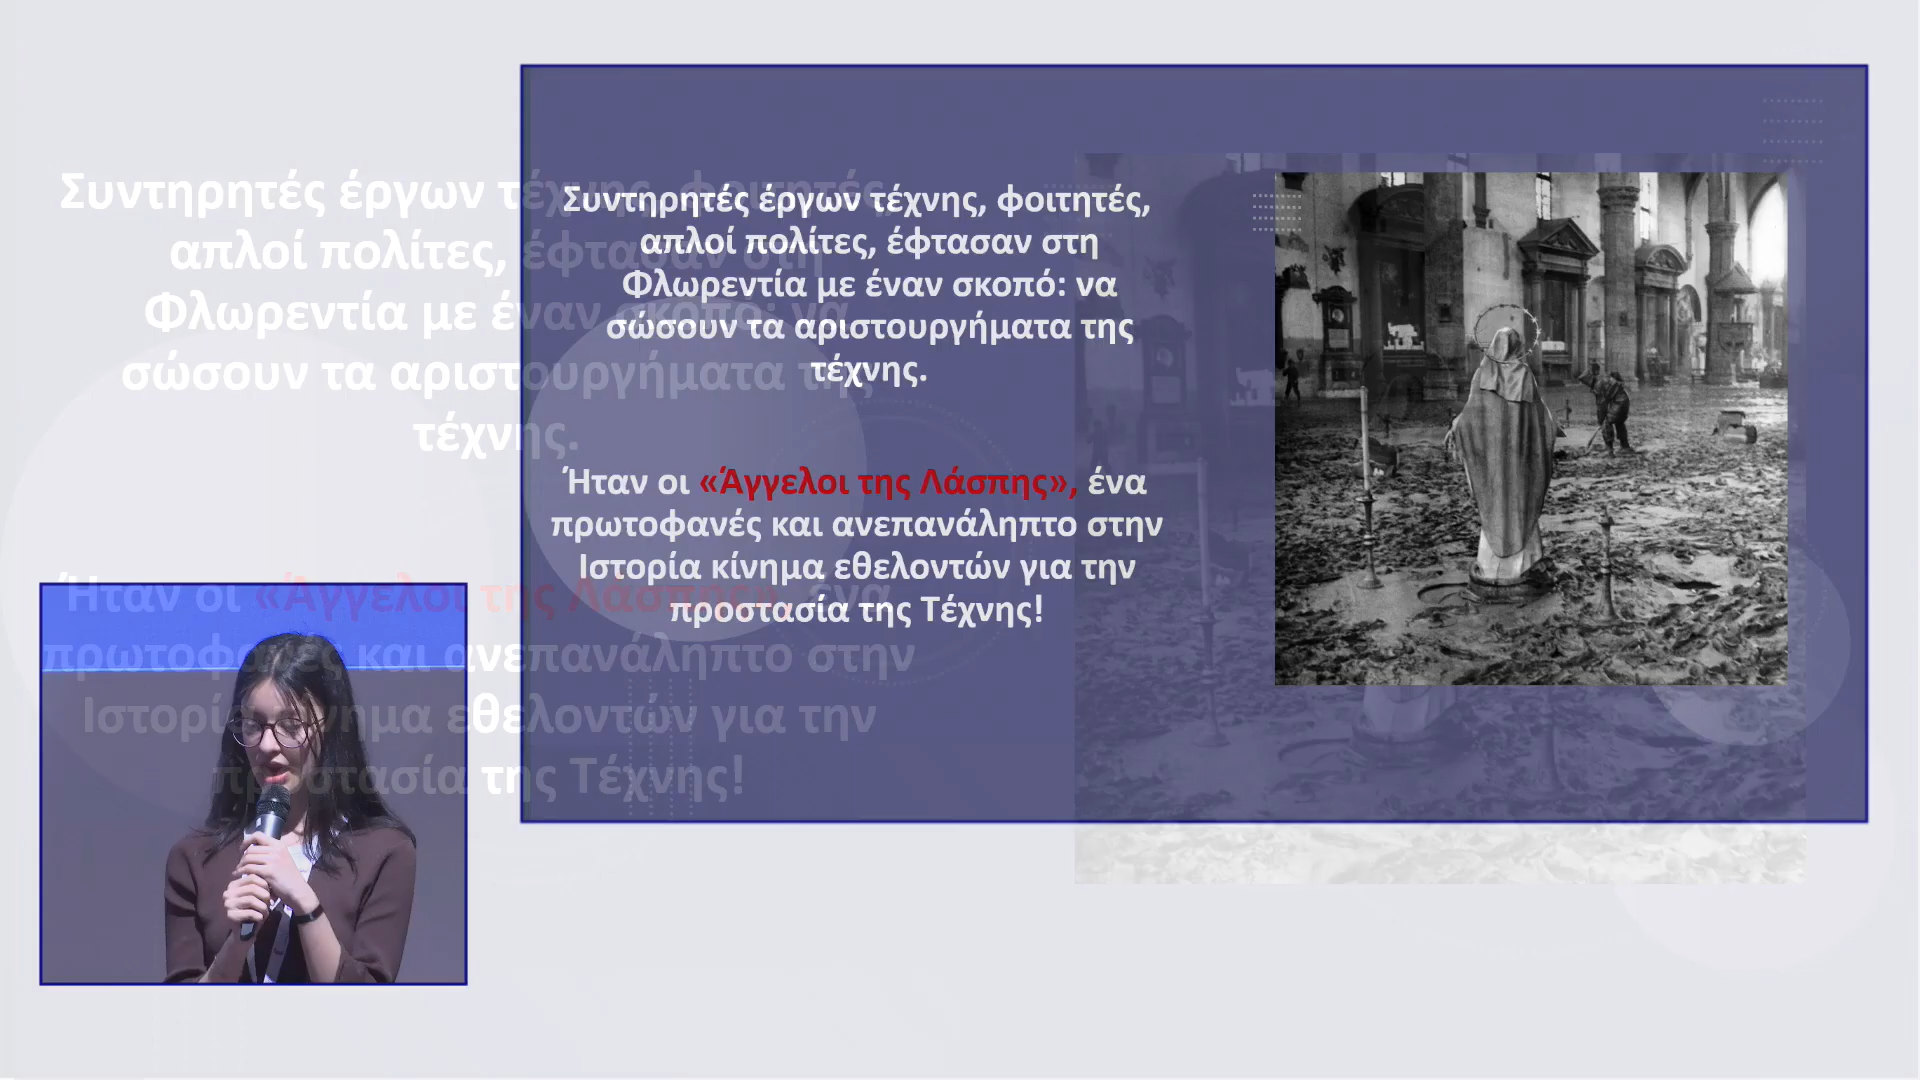 Συντηρητές έργων τέχνης, φοιτητές,
απλοί πολίτες, έφτασαν στη
Φλωρεντία με έναν σκοπό: να
σώσουν τα αριστουργήματα της
τέχνης.
Ήταν οι «Άγγελοι της Λάσπης», ένα
πρωτοφανές και ανεπανάληπτο στην
Ιστορία κίνημα εθελοντών για την
προστασία της Τέχνης!